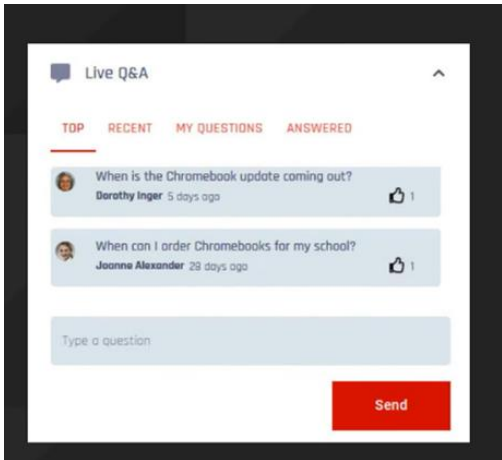 Live Q&A
TOP RECENT MY QUESTIONS ANSWERED
When is the Chromebook update coming out?
Dorothy Inger 5 days ago
1
When can I order Chromebooks for my school?
Joanne Alexander 29 days ago
1
Type a question
Send